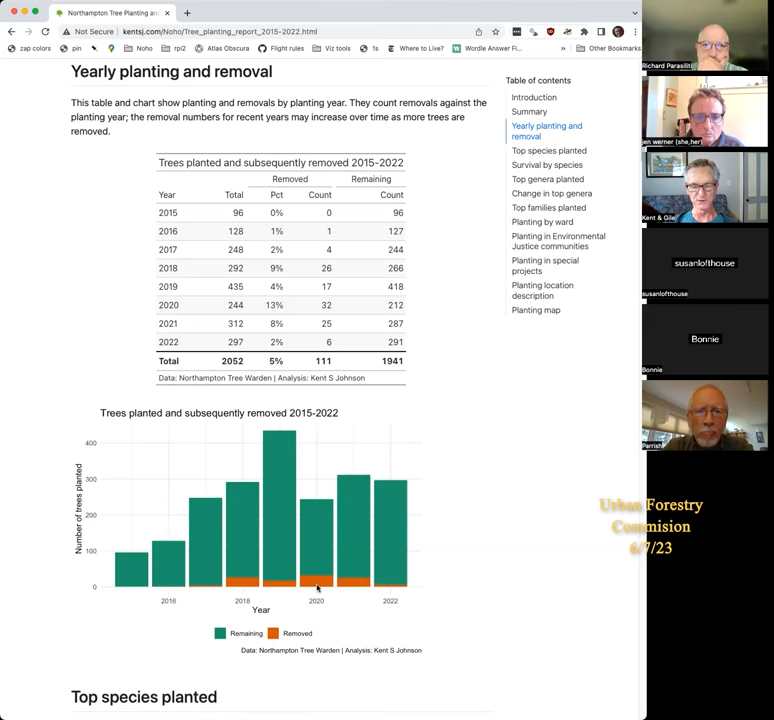 Northampton Tree Planting an
Not Secure kentsj.com/Noho/Tree_planting_report_2015-2022.html
zap colors
pin
Noho
rpi2
Atlas Obscura
Flight rules
Viz tools
1s
Where to Live?
Wordle Answer Fi...
»
Other Bookmarks
Yearly planting and removal
This table and chart show planting and removals by planting year. They count removals against the
planting year; the removal numbers for recent years may increase over time as more trees are
removed.
Trees planted and subsequently removed 2015-2022
Removed Remaining
Year Total Pct Count Count
2015 96 0% 0 96
2016 128 1% 1 127
2017 248 2% 4 244
2018 292 9% 26 266
2019 435 4% 17 418
2020 244 13% 32 212
2021 312 8% 25 287
2022 297 2% 6 291
Total 2052 5% 111 1941
Data: Northampton Tree Warden | Analysis: Kent S Johnson
Trees planted and subsequently removed 2015-2022
Number of trees planted
400
300
200
100
0
2016 2018 2020 2022
Year
Remaining Removed
Data: Northampton Tree Warden | Analysis: Kent S Johnson
Top species planted
Table of contents
Introduction
Summary
Yearly planting and
removal
Top species planted
Survival by species
Top genera planted
Change in top genera
Top families planted
Planting by ward
Planting in Environmental
Justice communities
Planting in special
projects
Planting location
description
Planting map
Richard Parasiliti
jen werner (she,her)
Kent & Gile
susanlofthouse
susanlofthouse
Bonnie
Bonnie
Parrish
Urban Forestry
Commision
6/7/23